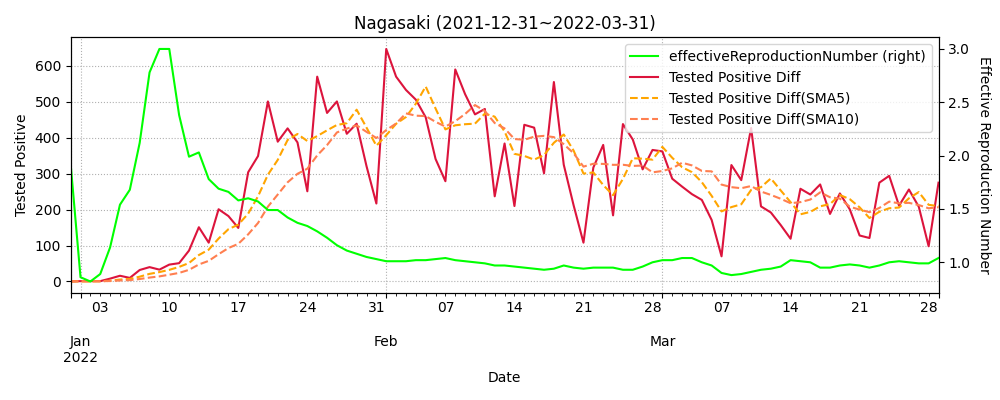 Nagasaki (2021-12-31~2022-03-31)
effectiveReproductionNumber (right)
Tested Positive Diff
Tested Positive Diff(SMA5)
Tested Positive Diff(SMA10)
Tested Positive
600
500
400
300
200
100
0
3.0
2.5
2.0
1.5
1.0
Effective Reproduction Number
03 10 17 24 31 07 14 21 28 07 14 21 28
Jan Feb Mar
2022
Date